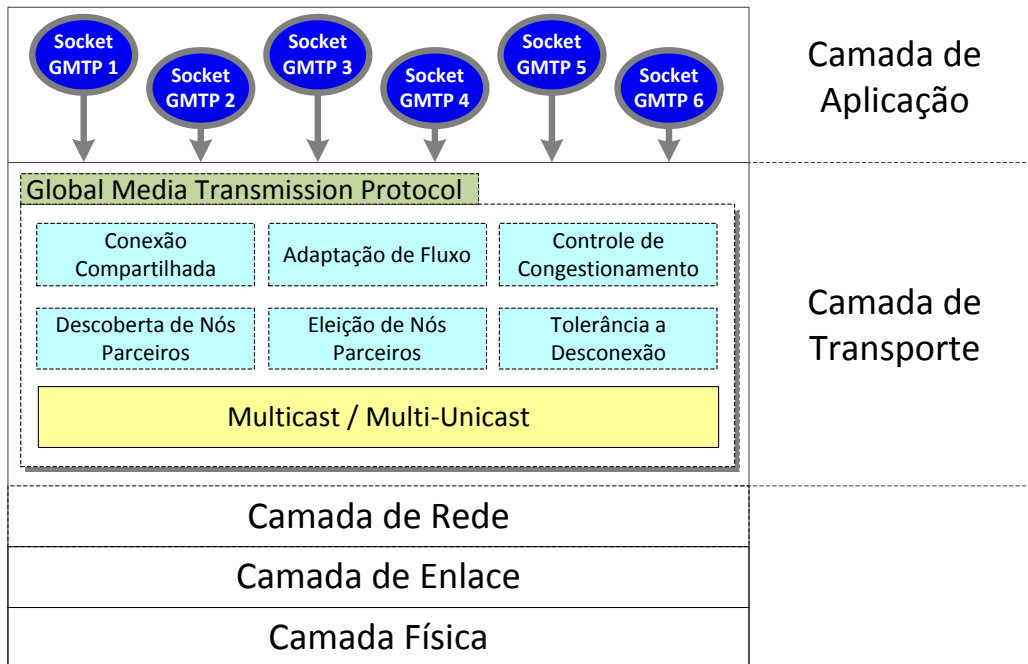 Socket
GMTP 1
Socket
GMTP 2
Socket
GMTP 3
Socket
GMTP 4
Socket
GMTP 5
Socket
GMTP 6
Camada de
Aplicação
Global Media Transmission Protocol
Conexão
Compartilhada
Adaptação de Fluxo
Controle de
Congestionamento
Descoberta de Nós
Parceiros
Eleição de Nós
Parceiros
Tolerância a
Desconexão
Multicast / Multi-Unicast
Camada de
Transporte
Camada de Rede
Camada de Enlace
Camada Física